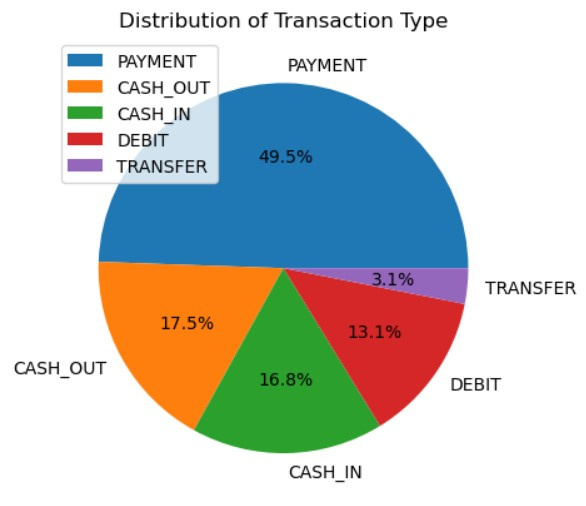 Distribution of Transaction Type
PAYMENT
CASH_OUT
CASH_IN
DEBIT
TRANSFER
PAYMENT
49.5%
17.5%
CASH_OUT
16.8%
CASH_IN
13.1%
DEBIT
3.1%
TRANSFER